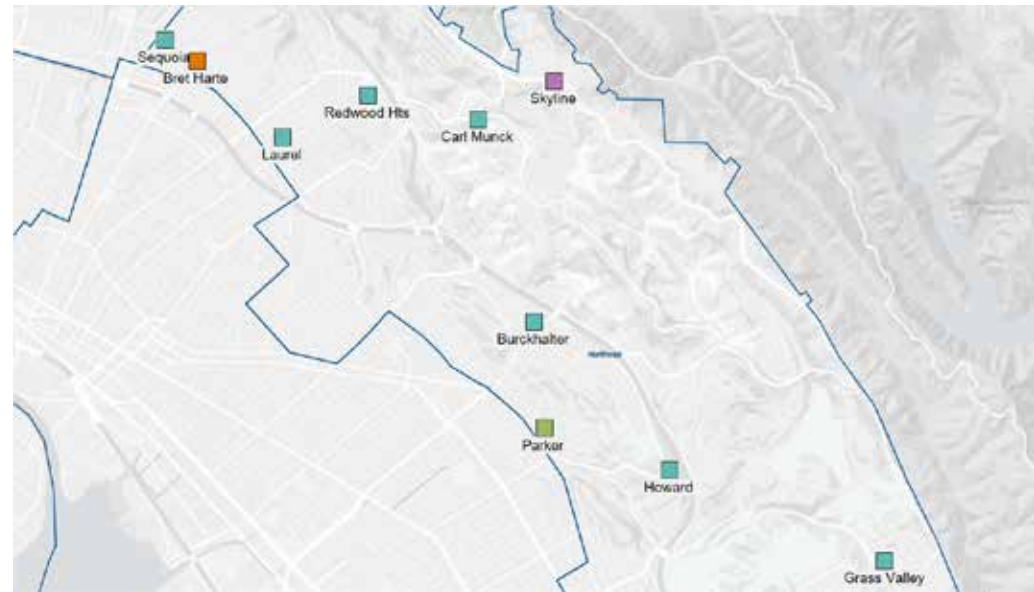 Sequoia
Bret Harte
Skyline
Redwood Hts
Carl Munck
Laurel
Burckhalter
Parker
Howard
Grass Valley